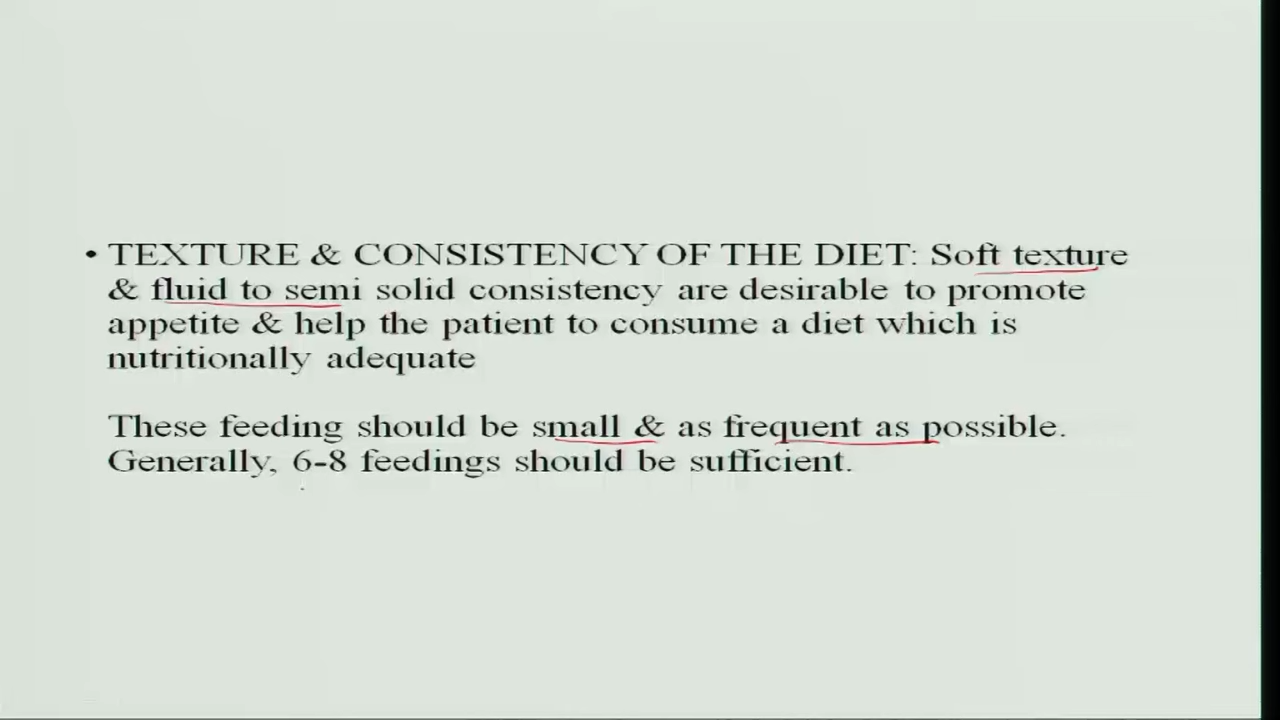 • TEXTURE & CONSISTENCY OF THE DIET: Soft texture
& fluid to semi solid consistency are desirable to promote
appetite & help the patient to consume a diet which is
nutritionally adequate
These feeding should be small & as frequent as possible.
Generally, 6-8 feedings should be sufficient.